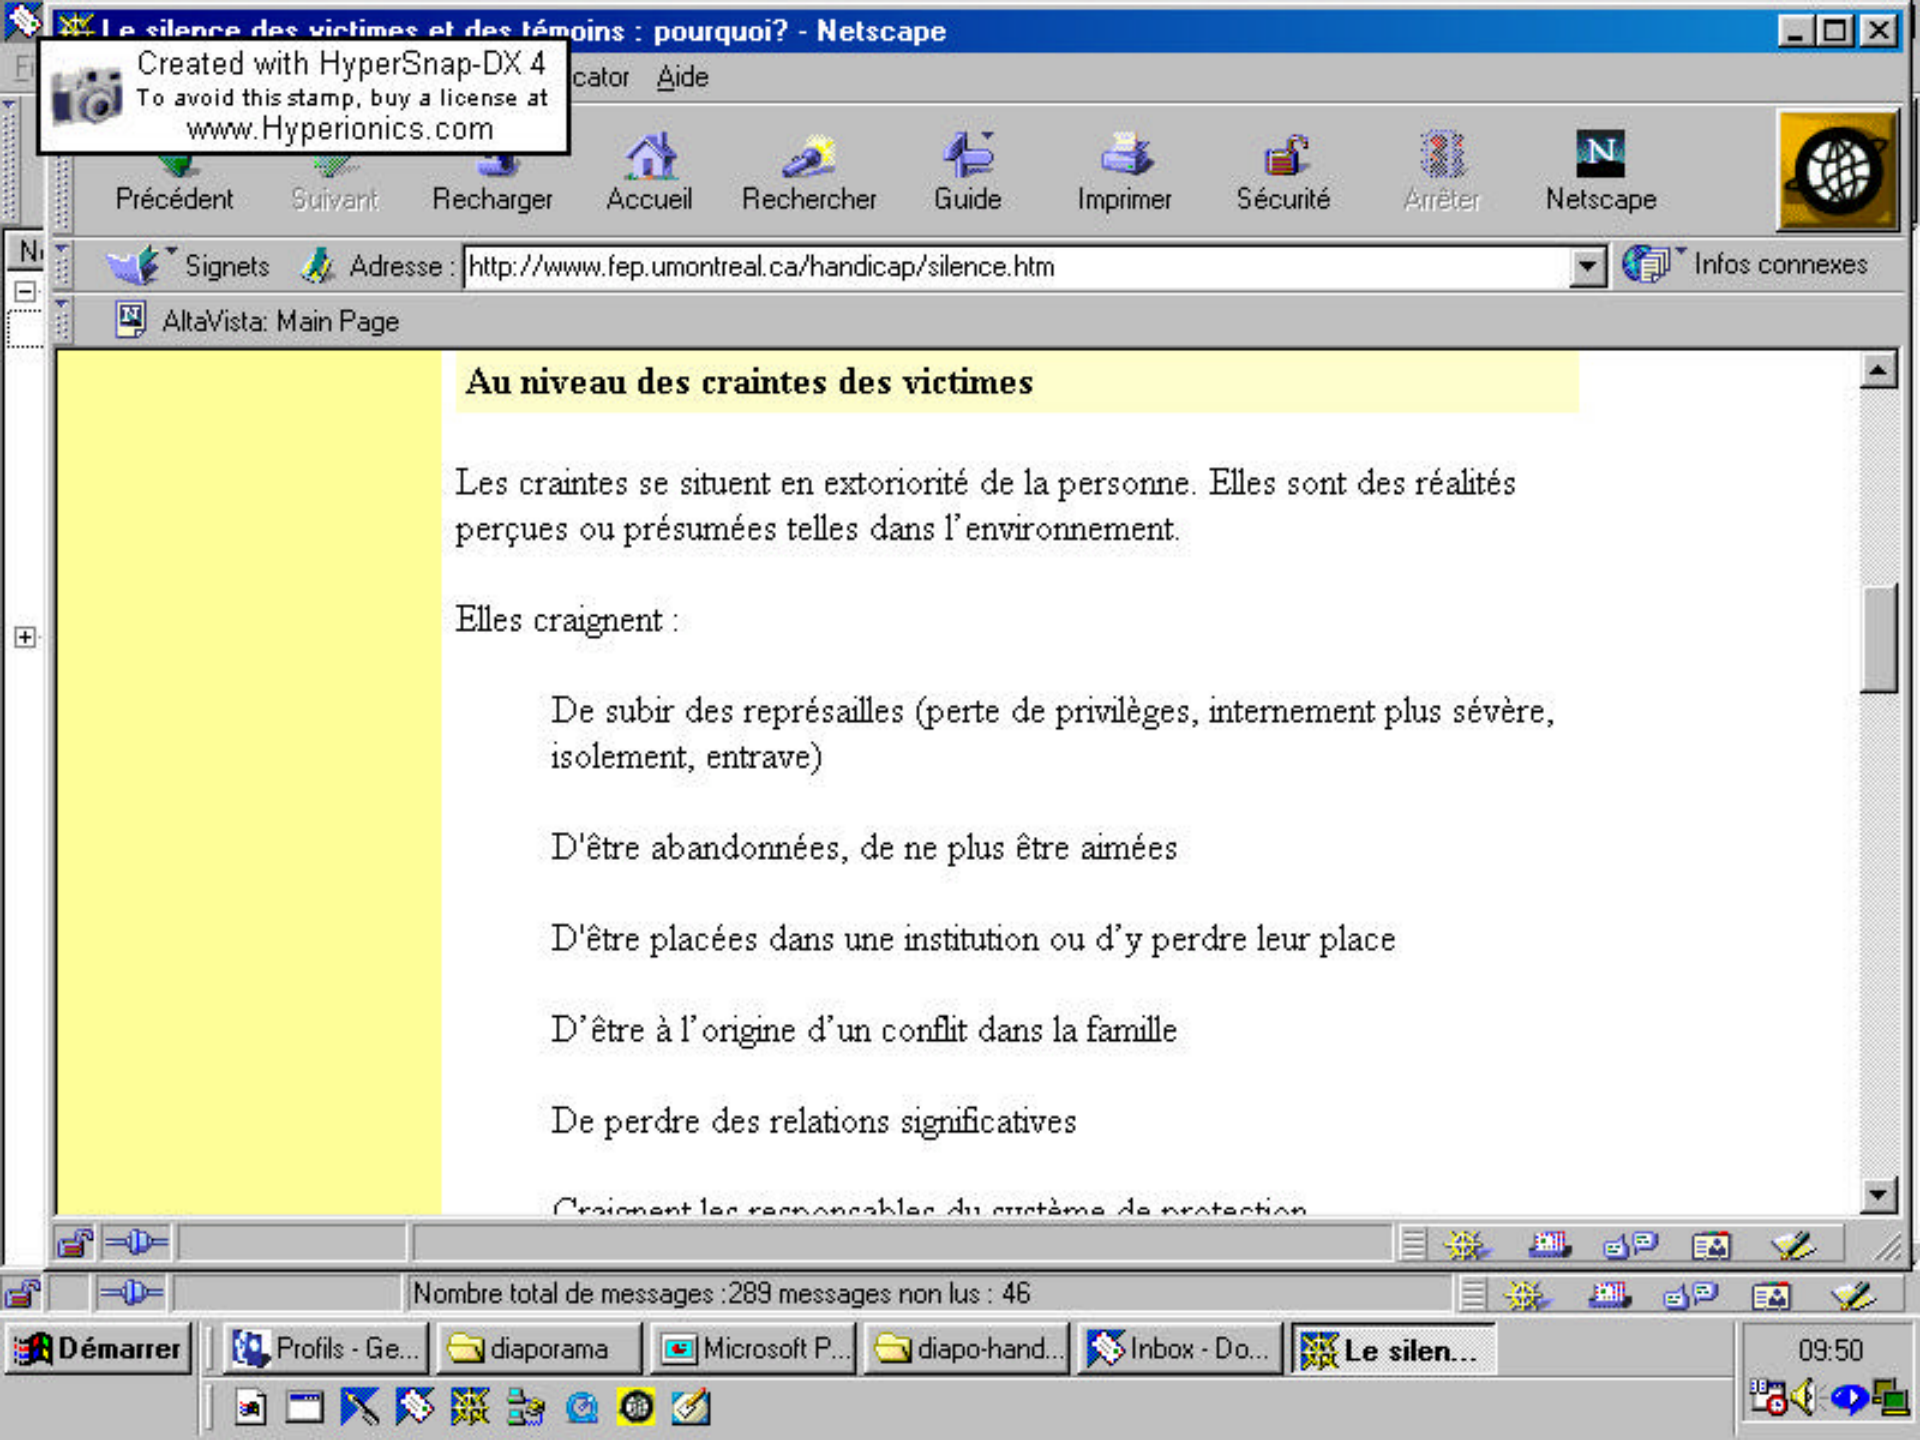 Le silence des victimes et des témoins : pourquoi? - Netscape
Created with HyperSnap-DX 4
To avoid this stamp, buy a license at
www.Hyperionics.com
cator Aide
Précédent Suivant Recharger Accueil Rechercher Guide Imprimer Sécurité Arrêter Netscape
Signets Adresse : http://www.fep.umontreal.ca/handicap/silence.htm Infos connexes
AltaVista: Main Page
Au niveau des craintes des victimes
Les craintes se situent en extoriorité de la personne. Elles sont des réalités
perçues ou présumées telles dans l'environnement.
Elles craignent :
De subir des représailles (perte de privilèges, internement plus sévère,
isolement, entrave)
D'être abandonnées, de ne plus être aimées
D'être placées dans une institution ou d'y perdre leur place
D'être à l'origine d'un conflit dans la famille
De perdre des relations significatives
Craignent les responsables du système de protection
Nombre total de messages :289 messages non lus : 46
Démarrer Profils - Ge... diaporama Microsoft P... diapo-hand... Inbox - Do... Le silen... 09:50